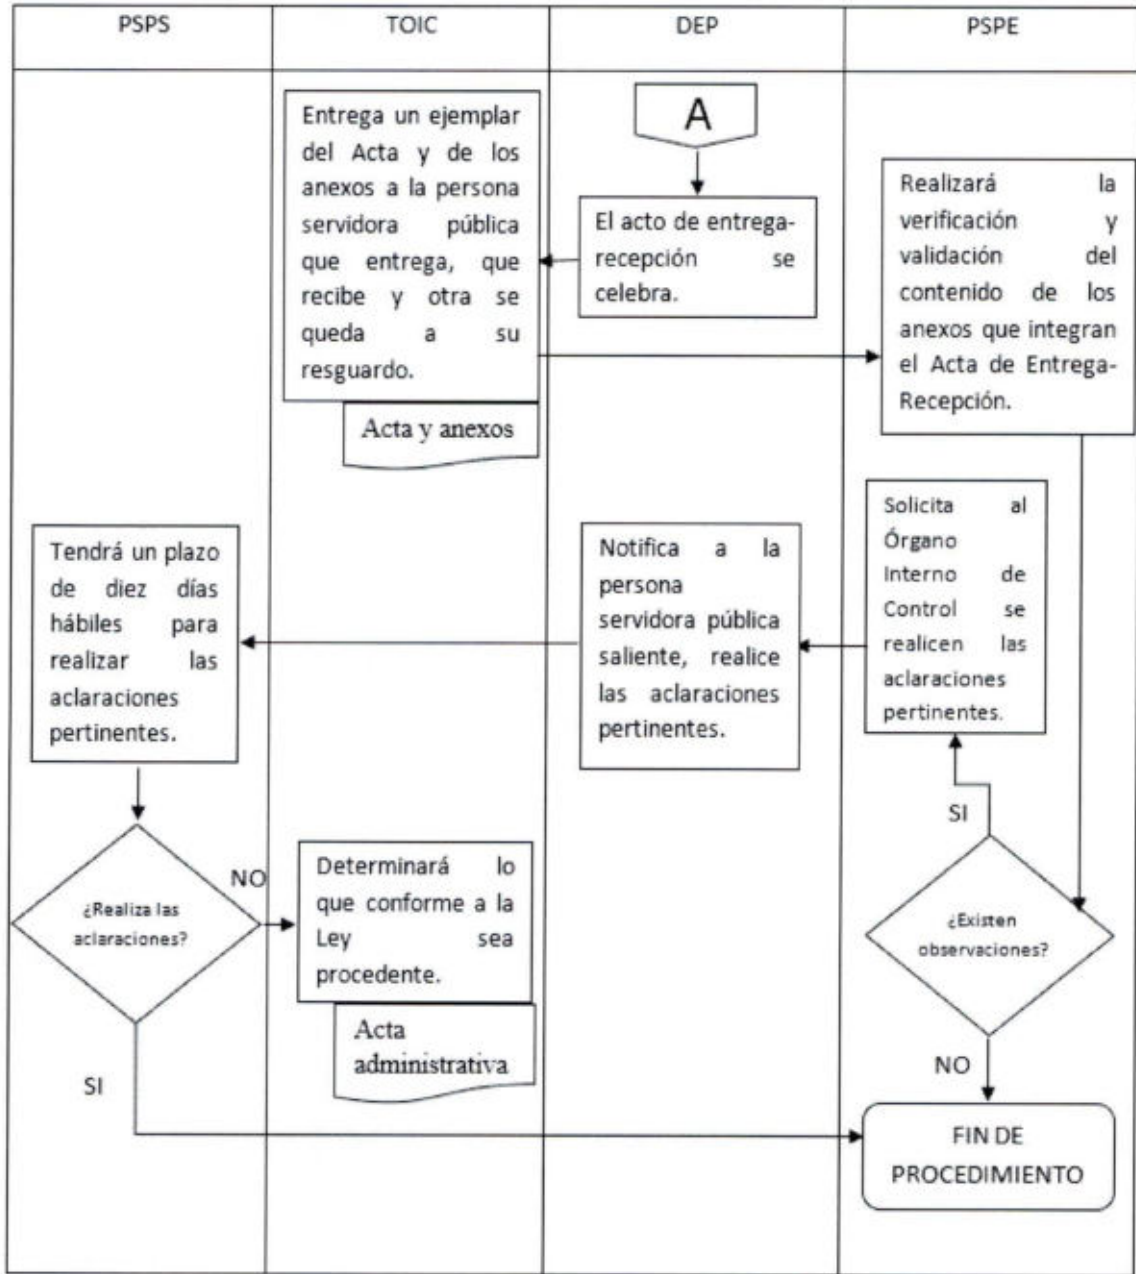 PSPS
TOIC
DEP
PSPE
A
El acto de entrega-
recepción se
celebra.
Entrega un ejemplar
del Acta y de los
anexos a la persona
servidora pública
que entrega, que
recibe y otra se
queda a su
resguardo.
Acta y anexos
Realizará la
verificación y
validación del
contenido de los
anexos que integran
el Acta de Entrega-
Recepción.
Solicita al
Órgano
Interno de
Control se
realicen las
aclaraciones
pertinentes.
Notifica a la
persona
servidora pública
saliente, realice
las aclaraciones
pertinentes.
Tendrá un plazo
de diez días
hábiles para
realizar las
aclaraciones
pertinentes.
SI
¿Existen
observaciones?
NO
¿Realiza las
aclaraciones?
NO
Determinará lo
que conforme a la
Ley sea
procedente.
Acta
administrativa
SI
FIN DE
PROCEDIMIENTO